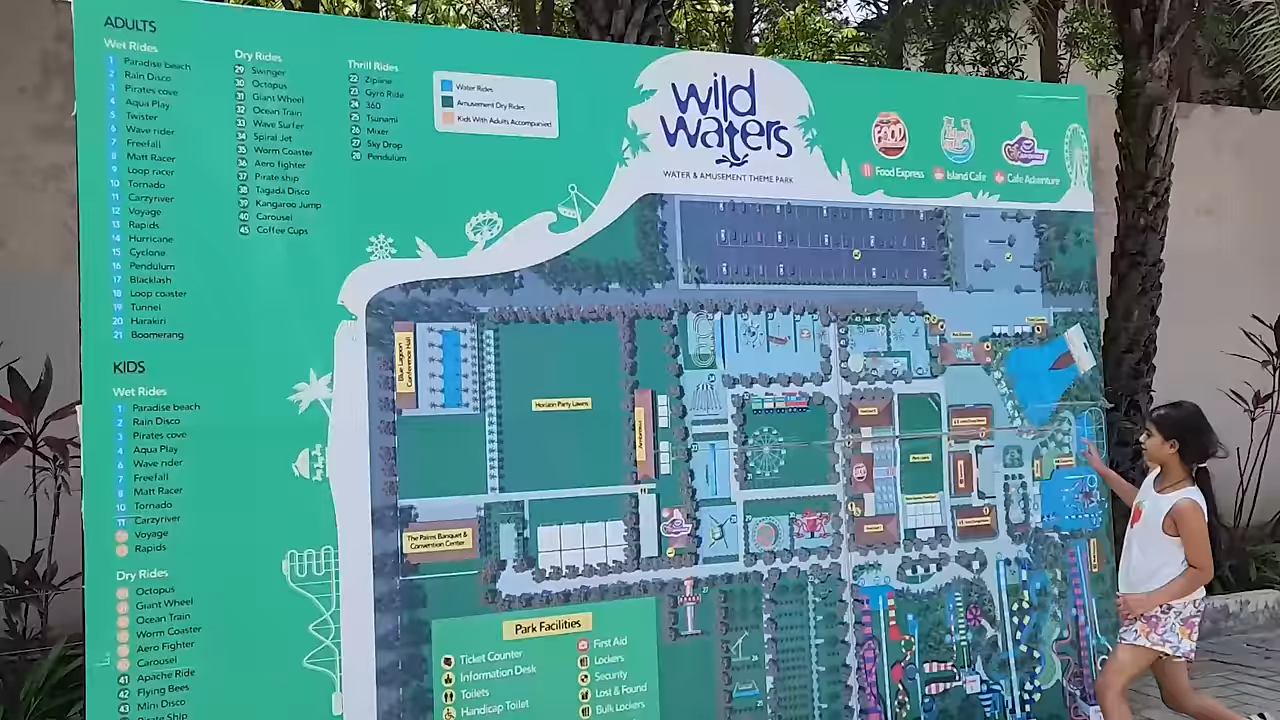 ADULTS
Wet Rides
1 Paradise beach
2 Rain Disco
3 Pirates cove
4 Aqua Play
5 Twister
6 Wave rider
7 Freefall
8 Matt Racer
9 Loop racer
10 Tornado
11 Carzyriver
12 Voyage
13 Rapids
14 Hurricane
15 Cyclone
16 Pendulum
17 Blacklash
18 Loop coaster
19 Tunnel
20 Harakiri
21 Boomerang
Dry Rides
29 Swinger
30 Octopus
31 Giant Wheel
32 Ocean Train
33 Wave Surfer
34 Spiral Jet
35 Worm Coaster
36 Aero fighter
37 Pirate ship
38 Tagada Disco
39 Kangaroo Jump
40 Carousel
45 Coffee Cups
Thrill Rides
22 Zipline
23 Gyro Ride
24 360
25 Tsunami
26 Mixer
27 Sky Drop
28 Pendulum
Water Rides
Amusement Dry Rides
Kids With Adults Accompanied
wild
waters
WATER & AMUSEMENT THEME PARK
FOOD
Food Express
Island Cafe
Cafe Adventure
KIDS
Wet Rides
1 Paradise beach
2 Rain Disco
3 Pirates cove
4 Aqua Play
6 Wave rider
7 Freefall
8 Matt Racer
10 Tornado
11 Carzyriver
Voyage
Rapids
Dry Rides
Octopus
Giant Wheel
Ocean Train
Worm Coaster
Aero Fighter
Carousel
41 Apache Ride
42 Flying Bees
43 Mini Disco
Pirate Ship
Blue Lagoon
Conference Hall
Horizon Party Lawns
The Palms Banquet &
Convention Center
Park Facilities
Ticket Counter
Information Desk
Toilets
Handicap Toilet
First Aid
Lockers
Security
Lost & Found
Bulk Lockers